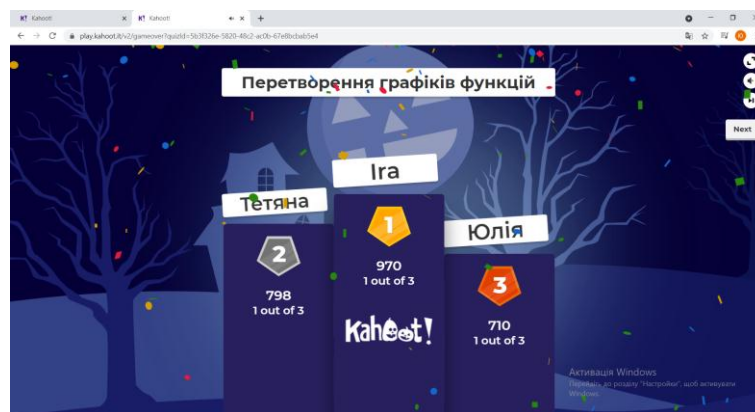 Kahoot!
Kahoot!
play.kahoot.it/v2/gameover?quizId=5b3f326e-5820-48c2-ac0b-67e8bcbab5e4
Перетворення графіків функцій
Next
Ira
Тетяна
Юлія
1
2
3
970
1 out of 3
798
1 out of 3
710
1 out of 3
Kahoot!
Активація Windows
Перейдіть до розділу "Настройки", щоб активувати
Windows.